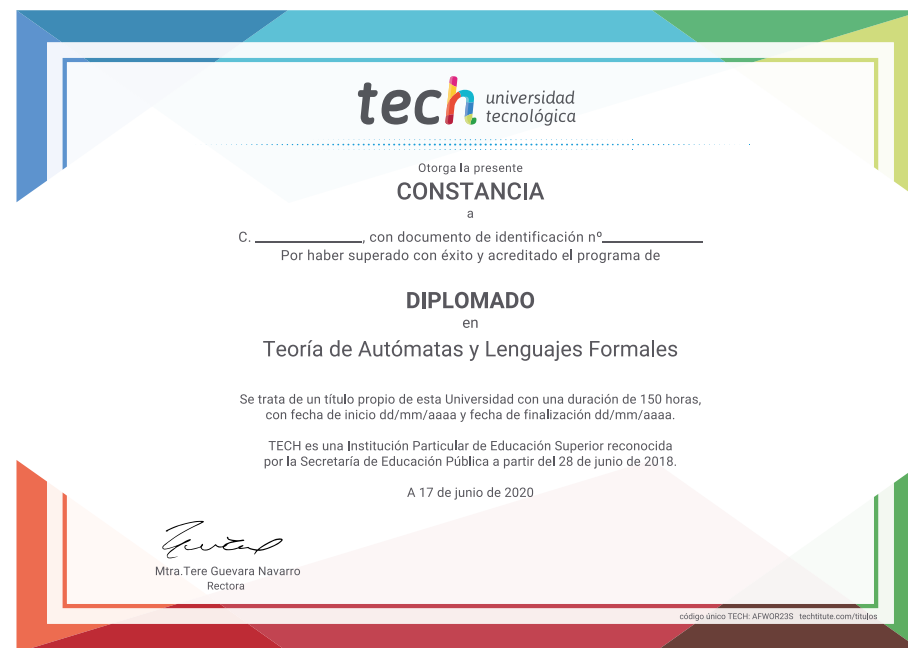 tech universidad
tecnológica
Otorga la presente
CONSTANCIA
a
C. ____________, con documento de identificación nº____________
Por haber superado con éxito y acreditado el programa de
DIPLOMADO
en
Teoría de Autómatas y Lenguajes Formales
Se trata de un título propio de esta Universidad con una duración de 150 horas,
con fecha de inicio dd/mm/aaaa y fecha de finalización dd/mm/aaaa.
TECH es una Institución Particular de Educación Superior reconocida
por la Secretaría de Educación Pública a partir del 28 de junio de 2018.
A 17 de junio de 2020
Mtra.Tere Guevara Navarro
Rectora
código único TECH: AFWOR23S techtitute.com/titulos